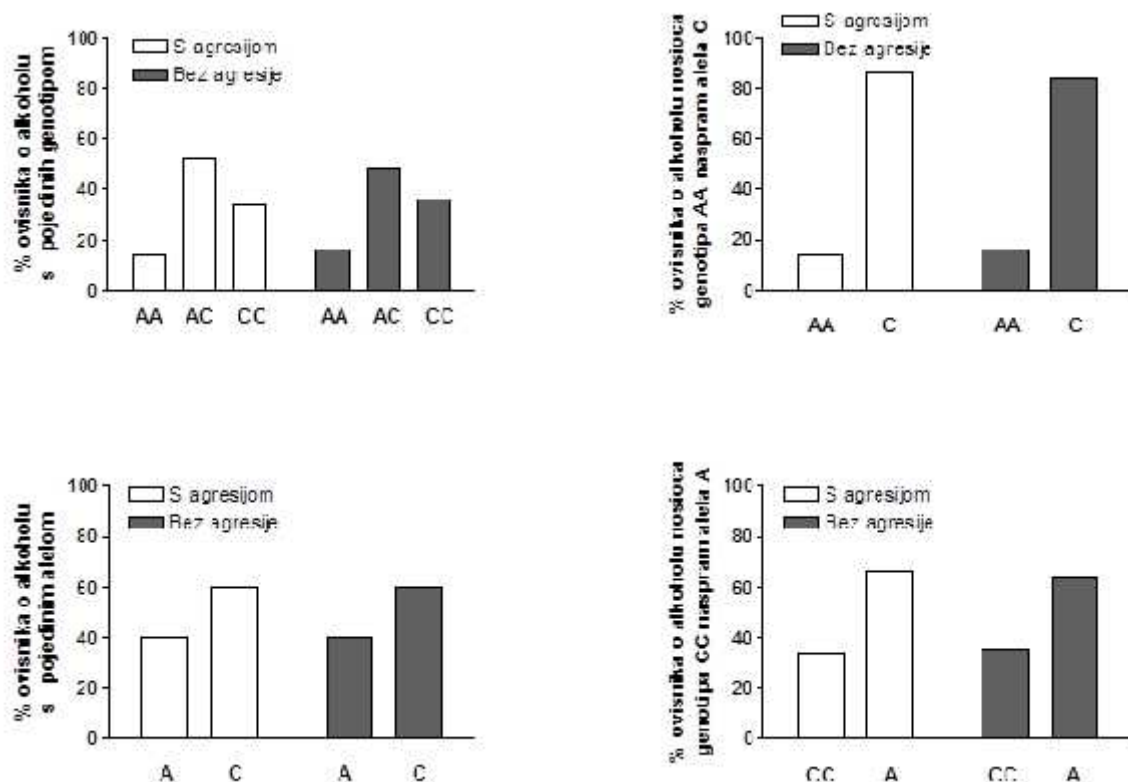 % ovisnika o alkoholu
s pojedinih genotipom
100
80
60
40
20
0
S agresijom
Bez agresije
AA AC CC AA AC CC
% ovisnika o alkoholu nosioca
genotipa AA naspram alela C
100
80
60
40
20
0
S agresijom
Bez agresije
AA C AA C
% ovisnika o alkoholu
s pojedinim alelom
100
80
60
40
20
0
S agresijom
Bez agresije
A C A C
% ovisnika o alkoholu nosioca
genotipa CC naspram alela A
100
80
60
40
20
0
S agresijom
Bez agresije
CC A CC A